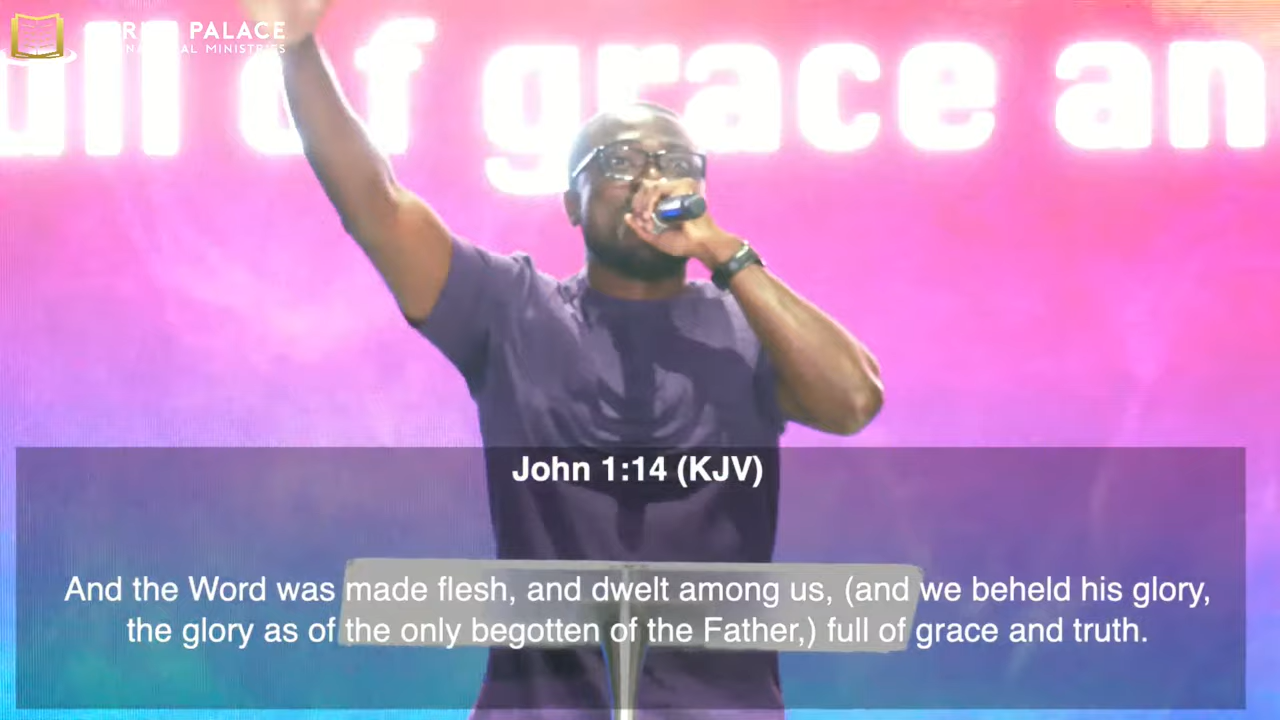 PALACE
MINISTRIES
ull of grace an
John 1:14 (KJV)
And the Word was made flesh, and dwelt among us, (and we beheld his glory,
the glory as of the only begotten of the Father,) full of grace and truth.